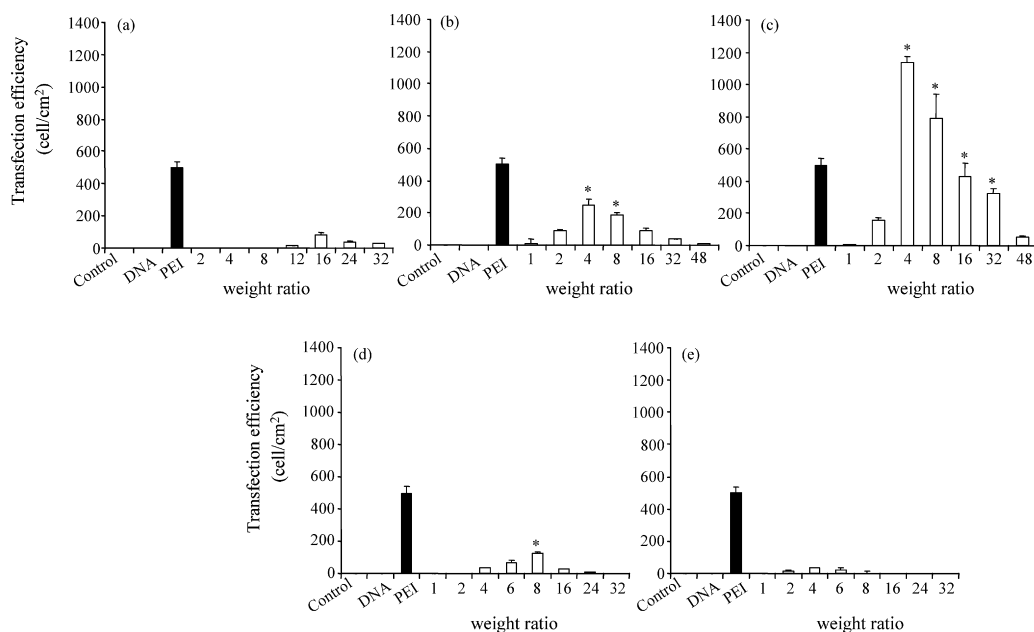 (a)
1400
1200
1000
800
600
400
200
0
Transfection efficiency
(cell/cm²)
Control
DNA
PEI
2
4
8
12
16
24
32
weight ratio
(b)
1400
1200
1000
800
600
400
200
0
*
*
Control
DNA
PEI
1
2
4
8
16
32
48
weight ratio
(c)
1400
1200
1000
800
600
400
200
0
*
*
*
*
Control
DNA
PEI
1
2
4
8
16
32
48
weight ratio
(d)
1400
1200
1000
800
600
400
200
0
Transfection efficiency
(cell/cm²)
*
Control
DNA
PEI
1
2
4
6
8
16
24
32
weight ratio
(e)
1400
1200
1000
800
600
400
200
0
Control
DNA
PEI
1
2
4
6
8
16
24
32
weight ratio